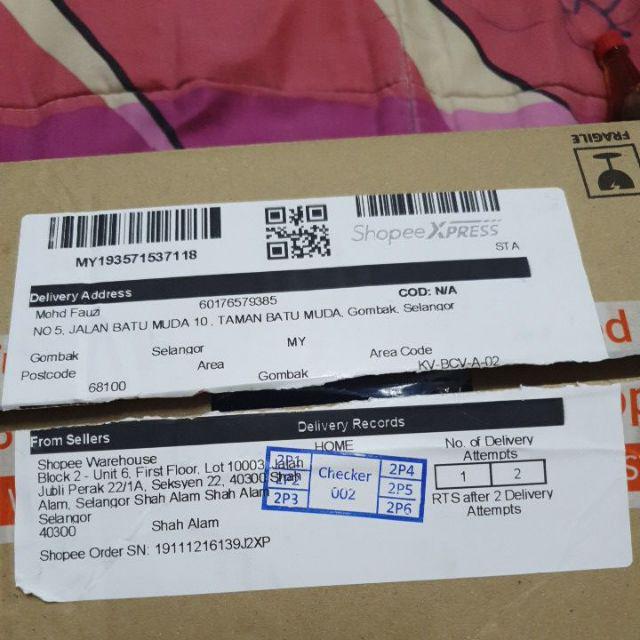 FRAGILE
MY193571537118
Shopee XPRESS
STA
Delivery Address
Mohd Fauzi 60176579385 COD: N/A
NO 5, JALAN BATU MUDA 10, TAMAN BATU MUDA, Gombak, Selangor
Gombak Selangor MY
Postcode 68100 Area Gombak Area Code KV-BCV-A-02
From Sellers
Delivery Records
Shopee Warehouse
Block 2 - Unit 6, First Floor, Lot 10003 Jalan
Jubli Perak 22/1A, Seksyen 22, 40300 Shah
Alam, Selangor Shah Alam Shah Alam
Selangor
40300 Shah Alam
Shopee Order SN: 19111216139J2XP
HOME
2P1
2P2
2P3
Checker
002
2P4
2P5
2P6
No. of Delivery
Attempts
1 2
RTS after 2 Delivery
Attempts